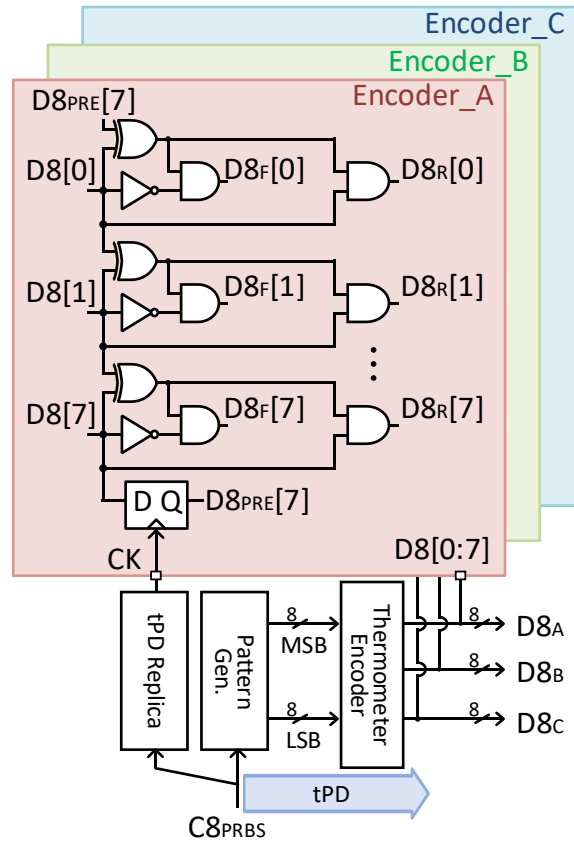 Encoder_C
Encoder_B
Encoder_A
D8PRE[7]
D8[0]
D8F[0]
D8R[0]
D8[1]
D8F[1]
D8R[1]
D8[7]
D8F[7]
D8R[7]
D Q
D8PRE[7]
CK
D8[0:7]
tPD Replica
Pattern
Gen.
8
MSB
8
LSB
Thermometer
Encoder
8
D8A
8
D8B
8
D8C
tPD
C8PRBS